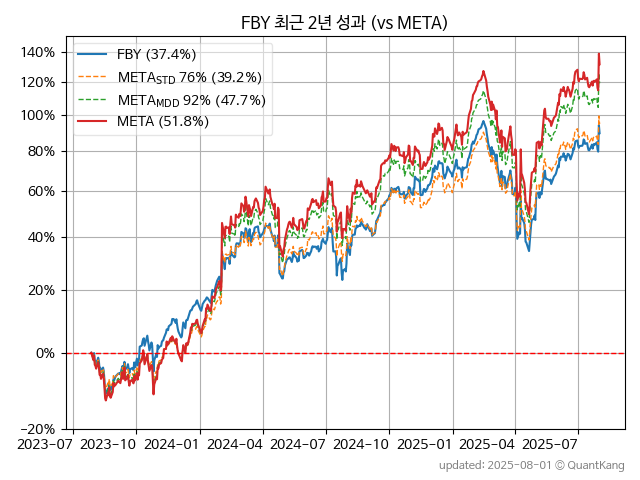 FBY 최근 2년 성과 (vs META)
140%
120%
100%
80%
60%
40%
20%
0%
−20%
FBY (37.4%)
META_STD 76% (39.2%)
META_MDD 92% (47.7%)
META (51.8%)
2023-07 2023-10 2024-01 2024-04 2024-07 2024-10 2025-01 2025-04 2025-07
updated: 2025-08-01 © QuantKang